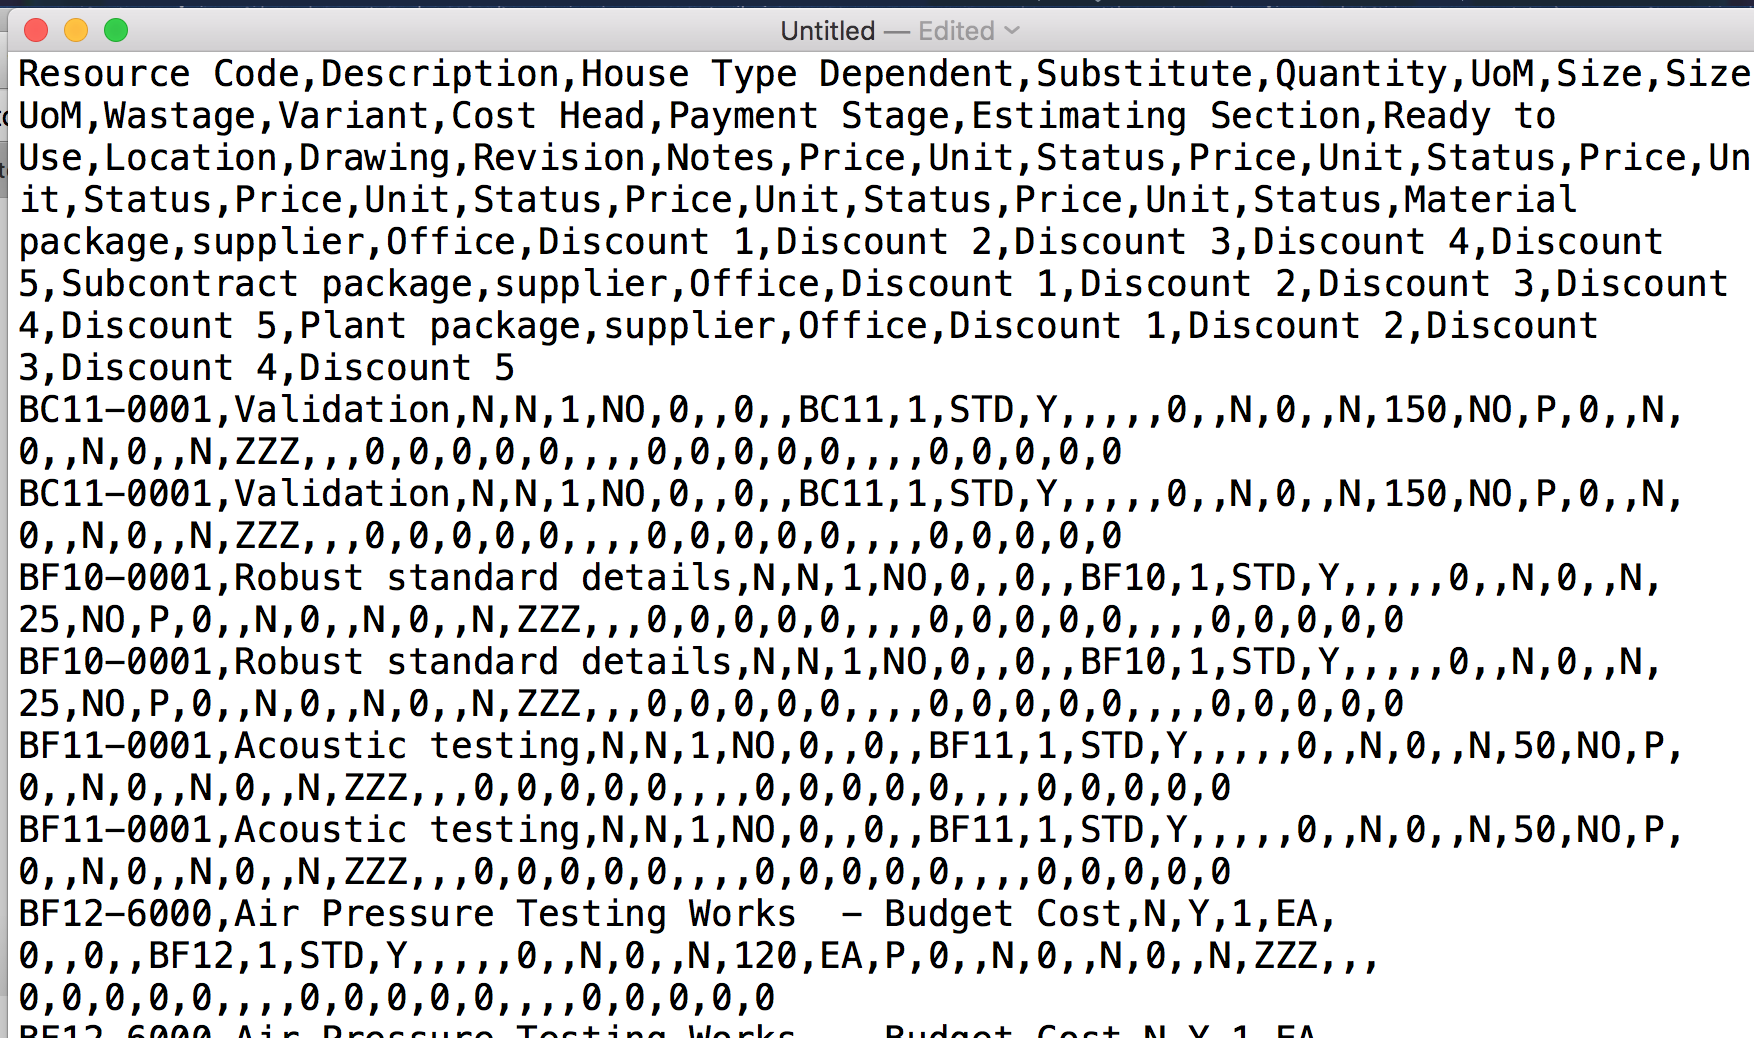 Untitled — Edited
Resource Code,Description,House Type Dependent,Substitute,Quantity,UoM,Size,Size
UoM,Wastage,Variant,Cost Head,Payment Stage,Estimating Section,Ready to
Use,Location,Drawing,Revision,Notes,Price,Unit,Status,Price,Unit,Status,Price,Un
it,Status,Price,Unit,Status,Price,Unit,Status,Price,Unit,Status,Material
package,supplier,Office,Discount 1,Discount 2,Discount 3,Discount 4,Discount
5,Subcontract package,supplier,Office,Discount 1,Discount 2,Discount 3,Discount
4,Discount 5,Plant package,supplier,Office,Discount 1,Discount 2,Discount
3,Discount 4,Discount 5
BC11-0001,Validation,N,N,1,NO,0,,0,,BC11,1,STD,Y,,,,,0,,N,0,,N,150,NO,P,0,,N,
0,,N,0,,N,ZZZ,,,0,0,0,0,0,,,,0,0,0,0,0,,,,0,0,0,0,0
BC11-0001,Validation,N,N,1,NO,0,,0,,BC11,1,STD,Y,,,,,0,,N,0,,N,150,NO,P,0,,N,
0,,N,0,,N,ZZZ,,,0,0,0,0,0,,,,0,0,0,0,0,,,,0,0,0,0,0
BF10-0001,Robust standard details,N,N,1,NO,0,,0,,BF10,1,STD,Y,,,,,0,,N,0,,N,
25,NO,P,0,,N,0,,N,0,,N,ZZZ,,,0,0,0,0,0,,,,0,0,0,0,0,,,,0,0,0,0,0
BF10-0001,Robust standard details,N,N,1,NO,0,,0,,BF10,1,STD,Y,,,,,0,,N,0,,N,
25,NO,P,0,,N,0,,N,0,,N,ZZZ,,,0,0,0,0,0,,,,0,0,0,0,0,,,,0,0,0,0,0
BF11-0001,Acoustic testing,N,N,1,NO,0,,0,,BF11,1,STD,Y,,,,,0,,N,0,,N,50,NO,P,
0,,N,0,,N,0,,N,ZZZ,,,0,0,0,0,0,,,,0,0,0,0,0,,,,0,0,0,0,0
BF11-0001,Acoustic testing,N,N,1,NO,0,,0,,BF11,1,STD,Y,,,,,0,,N,0,,N,50,NO,P,
0,,N,0,,N,0,,N,ZZZ,,,0,0,0,0,0,,,,0,0,0,0,0,,,,0,0,0,0,0
BF12-6000,Air Pressure Testing Works  - Budget Cost,N,Y,1,EA,
0,,0,,BF12,1,STD,Y,,,,,0,,N,0,,N,120,EA,P,0,,N,0,,N,0,,N,ZZZ,,,
0,0,0,0,0,,,,0,0,0,0,0,,,,0,0,0,0,0
BF12-6000,Air Pressure Testing Works  - Budget Cost,N,Y,1,EA,